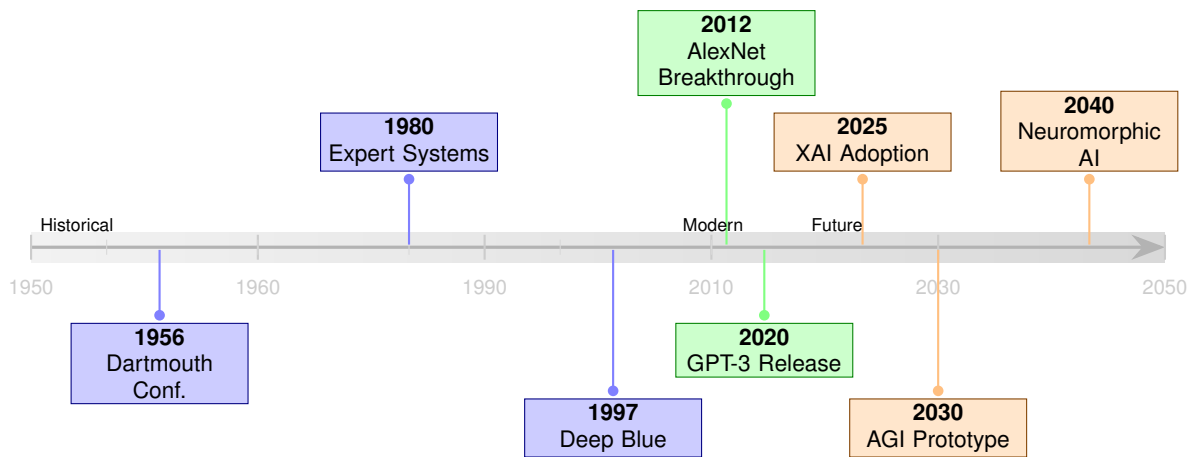 2012
AlexNet
Breakthrough
1980
Expert Systems
2025
XAI Adoption
2040
Neuromorphic
AI
Historical
Modern
Future
1950
1960
1990
2010
2030
2050
1956
Dartmouth
Conf.
2020
GPT-3 Release
1997
Deep Blue
2030
AGI Prototype